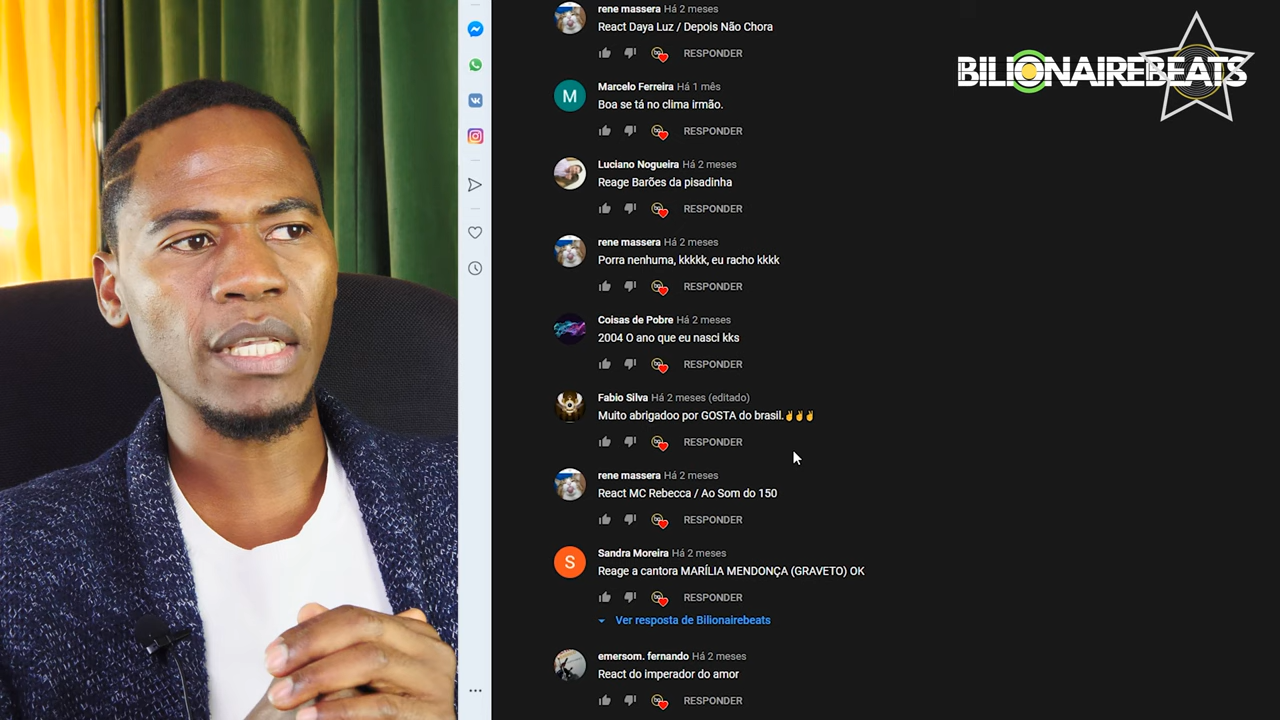 rene massera Há 2 meses
React Daya Luz / Depois Não Chora
RESPONDER
BILIONAIREBEATS
Marcelo Ferreira Há 1 mês
M
Boa se tá no clima irmão.
RESPONDER
Luciano Nogueira Há 2 meses
Reage Barões da pisadinha
RESPONDER
rene massera Há 2 meses
Porra nenhuma, kkkkk, eu racho kkkk
RESPONDER
Coisas de Pobre Há 2 meses
2004 O ano que eu nasci kks
RESPONDER
Fabio Silva Há 2 meses (editado)
Muito abrigadoo por GOSTA do brasil.✌✌✌
RESPONDER
rene massera Há 2 meses
React MC Rebecca / Ao Som do 150
RESPONDER
Sandra Moreira Há 2 meses
S
Reage a cantora MARÍLIA MENDONÇA (GRAVETO) OK
RESPONDER
Ver resposta de Bilionairebeats
emersom. fernando Há 2 meses
React do imperador do amor
RESPONDER